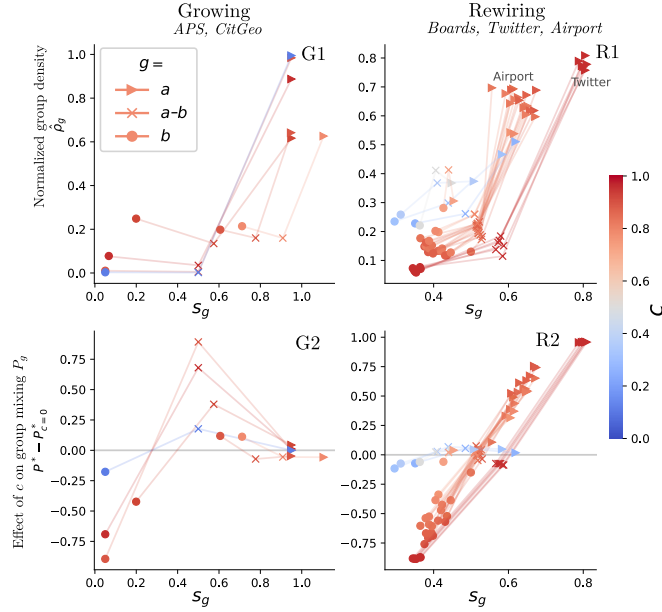 Growing
APS, CitGeo
Rewiring
Boards, Twitter, Airport
Normalized group density
ρ̂_g
G1
g =
a
a-b
b
1.0
0.8
0.6
0.4
0.2
0.0
0.0 0.2 0.4 0.6 0.8 1.0
s_g
R1
Airport
Twitter
0.8
0.7
0.6
0.5
0.4
0.3
0.2
0.1
0.4 0.6 0.8
s_g
Effect of c on group mixing P_g
P* − P*_{c=0}
G2
0.75
0.50
0.25
0.00
−0.25
−0.50
−0.75
0.0 0.2 0.4 0.6 0.8 1.0
s_g
R2
1.00
0.75
0.50
0.25
0.00
−0.25
−0.50
−0.75
0.4 0.6 0.8
s_g
1.0
0.8
0.6
0.4
0.2
0.0
c